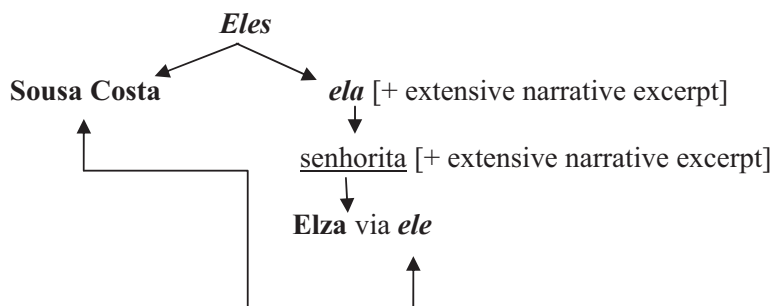 Eles
Sousa Costa ela [+ extensive narrative excerpt]
senhorita [+ extensive narrative excerpt]
Elza via ele